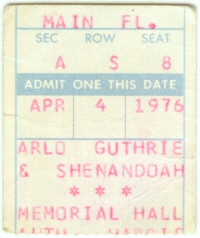 MAIN FL.
SEC ROW SEAT
A S 8
ADMIT ONE THIS DATE
APR 4 1976
ARLO GUTHRIE
& SHENANDOAH
* * *
MEMORIAL HALL